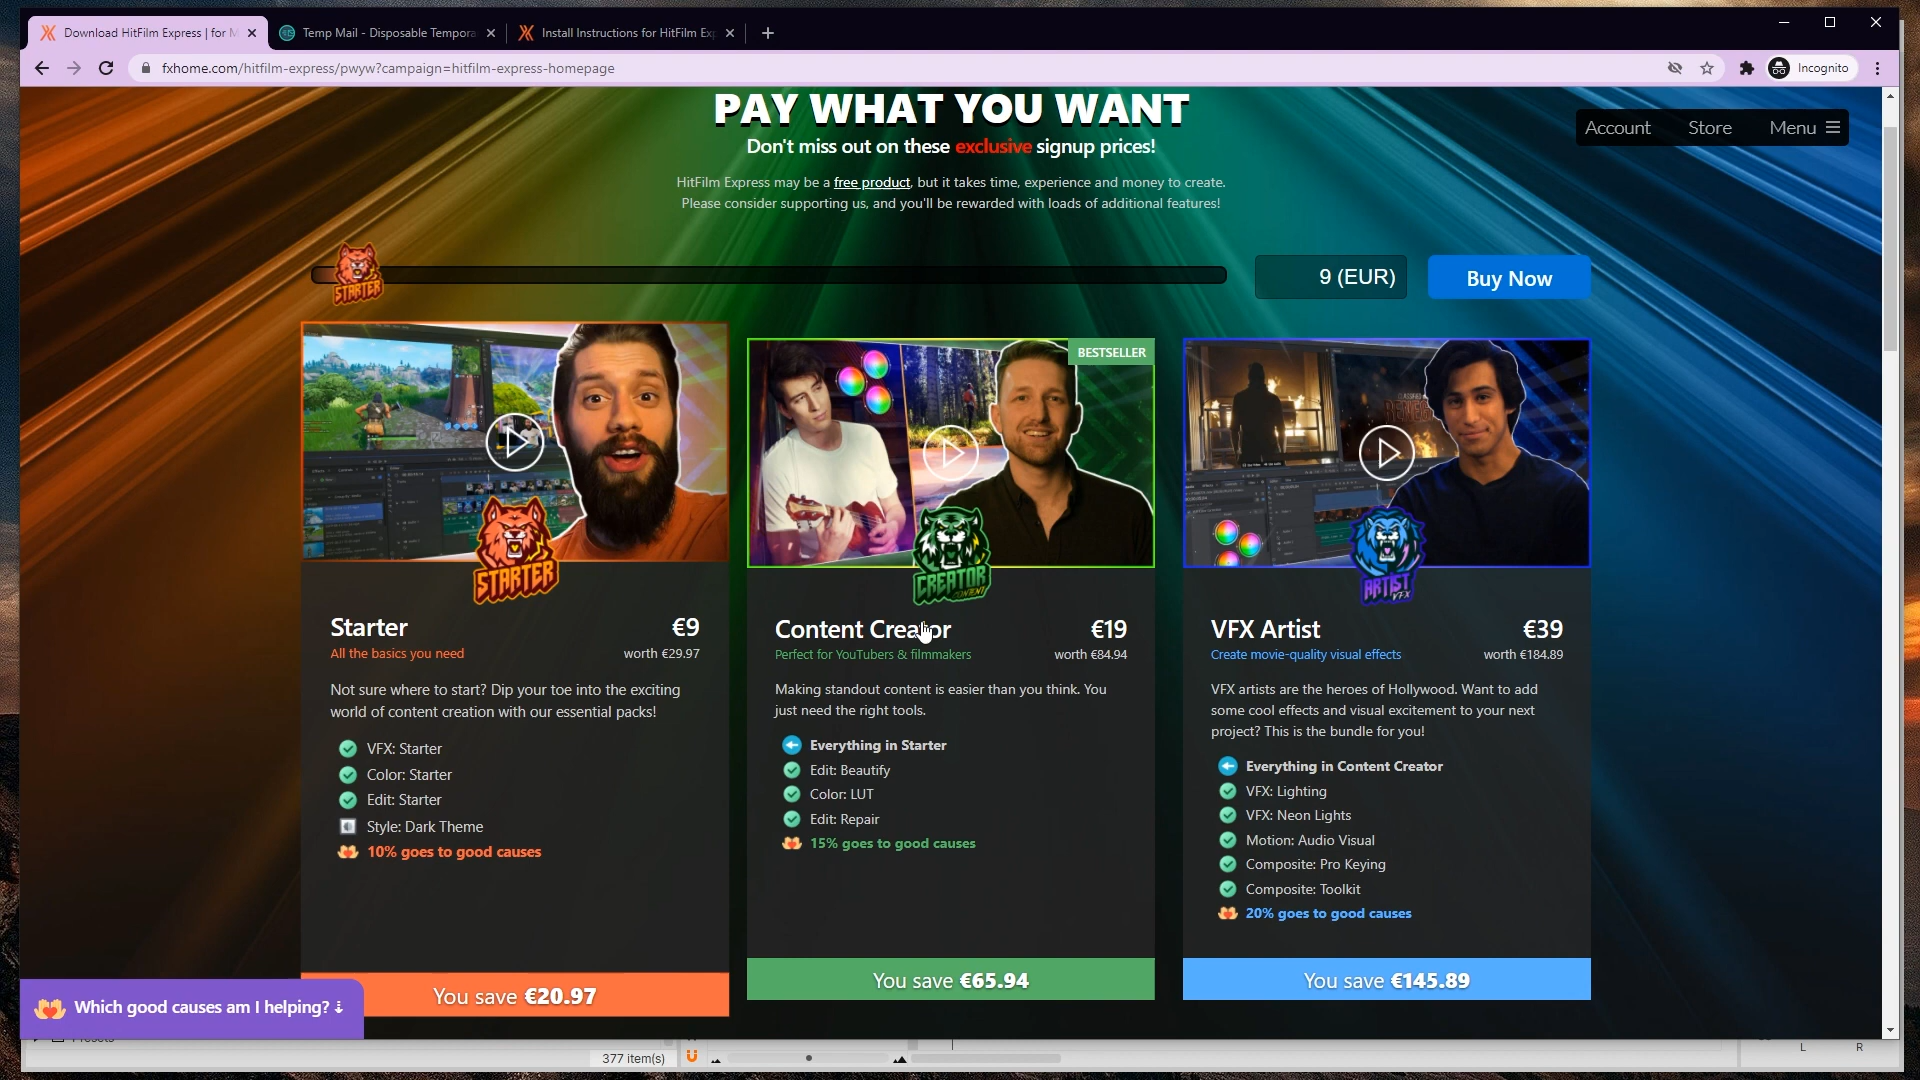 Download HitFilm Express | for M
Temp Mail - Disposable Tempora
Install Instructions for HitFilm Exp
fxhome.com/hitfilm-express/pwyw?campaign=hitfilm-express-homepage
Incognito
PAY WHAT YOU WANT
Account Store Menu
Don't miss out on these exclusive signup prices!
HitFilm Express may be a free product, but it takes time, experience and money to create.
Please consider supporting us, and you'll be rewarded with loads of additional features!
STARTER
9 (EUR)
Buy Now
STARTER
Starter €9
All the basics you need worth €29.97
Not sure where to start? Dip your toe into the exciting
world of content creation with our essential packs!
VFX: Starter
Color: Starter
Edit: Starter
Style: Dark Theme
10% goes to good causes
You save €20.97
BESTSELLER
CREATOR
CONTENT
Content Creator €19
Perfect for YouTubers & filmmakers worth €84.94
Making standout content is easier than you think. You
just need the right tools.
Everything in Starter
Edit: Beautify
Color: LUT
Edit: Repair
15% goes to good causes
You save €65.94
ARTIST
VFX
VFX Artist €39
Create movie-quality visual effects worth €184.89
VFX artists are the heroes of Hollywood. Want to add
some cool effects and visual excitement to your next
project? This is the bundle for you!
Everything in Content Creator
VFX: Lighting
VFX: Neon Lights
Motion: Audio Visual
Composite: Pro Keying
Composite: Toolkit
20% goes to good causes
You save €145.89
Which good causes am I helping?
377 item(s)
L R